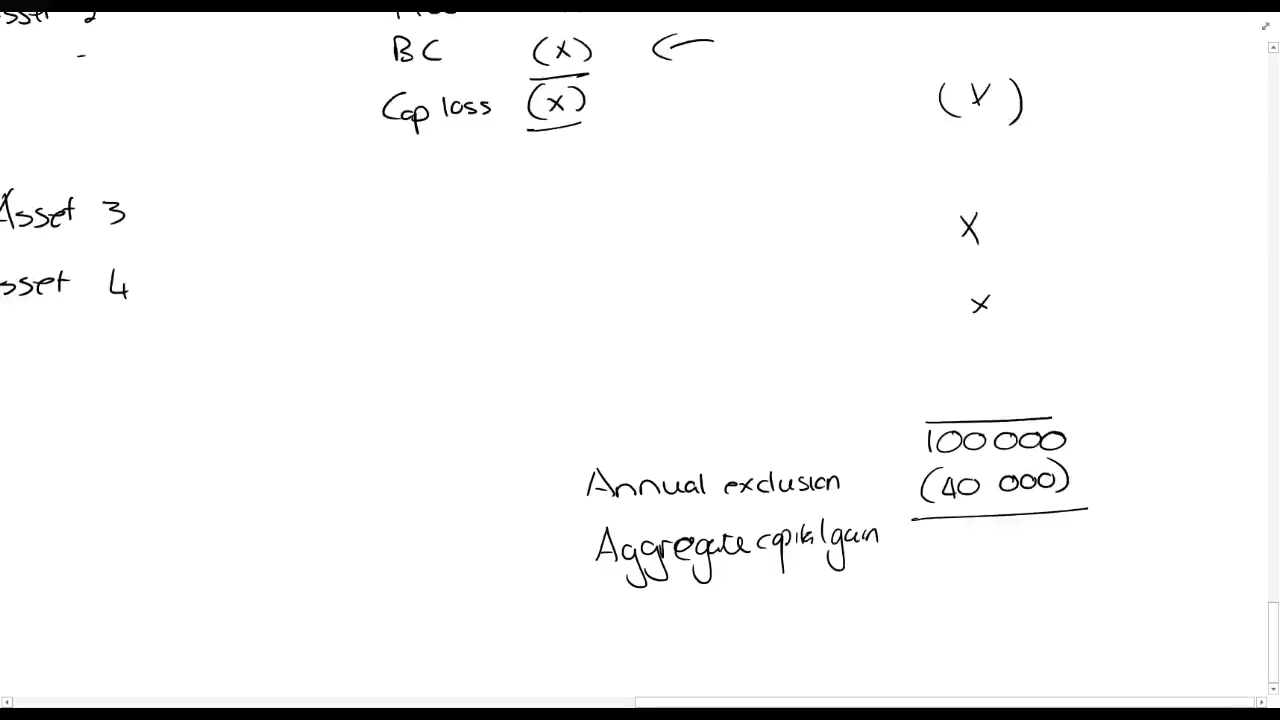 BC (X)
Cap loss (X) (X)
Asset 3 X
Asset 4 X
100 000
Annual exclusion (40 000)
Aggregate capital gain